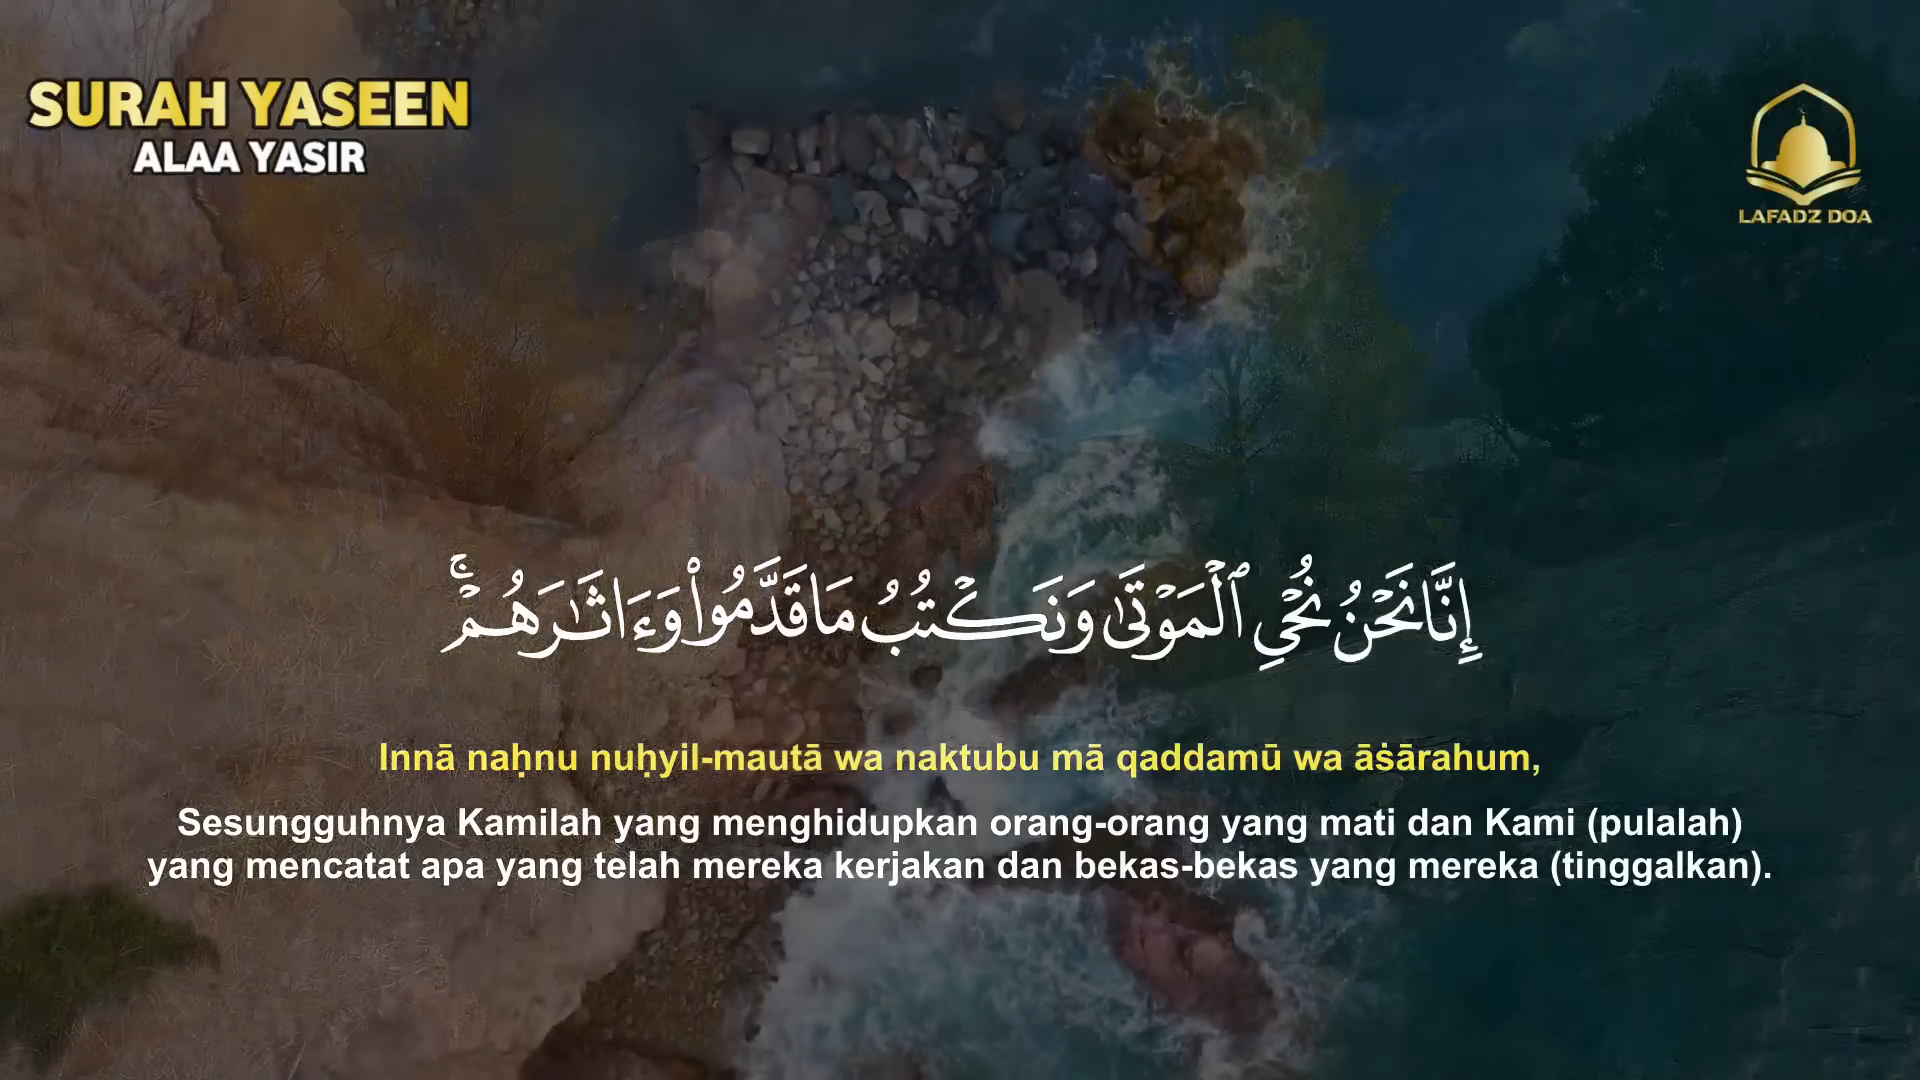 SURAH YASEEN
ALAA YASIR
LAFADZ DOA
إِنَّا نَحْنُ نُحْيِ ٱلْمَوْتَىٰ وَنَكْتُبُ مَا قَدَّمُوا۟ وَءَاثَـٰرَهُمْ ۚ
Innā naḥnu nuḥyil-mautā wa naktubu mā qaddamū wa āṡārahum,
Sesungguhnya Kamilah yang menghidupkan orang-orang yang mati dan Kami (pulalah)
yang mencatat apa yang telah mereka kerjakan dan bekas-bekas yang mereka (tinggalkan).